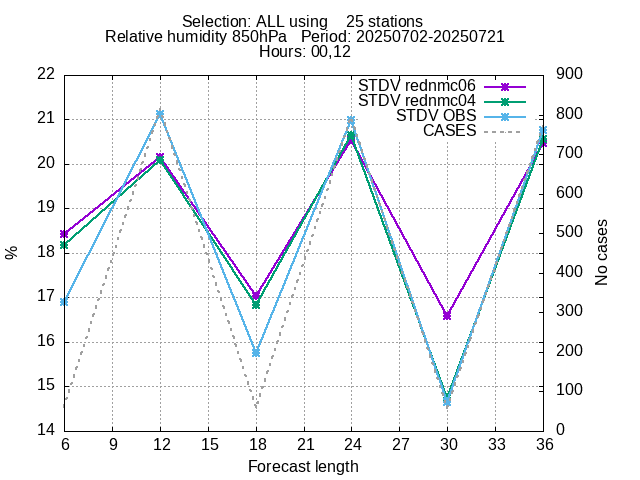 Selection: ALL using    25 stations
Relative humidity 850hPa   Period: 20250702-20250721
Hours: 00,12
22 900
STDV rednmc06
800
STDV rednmc04
21
STDV OBS
CASES
700
20
600
19
500
%
18
No cases
400
17
300
16
200
15
100
14 0
6 9 12 15 18 21 24 27 30 33 36
Forecast length